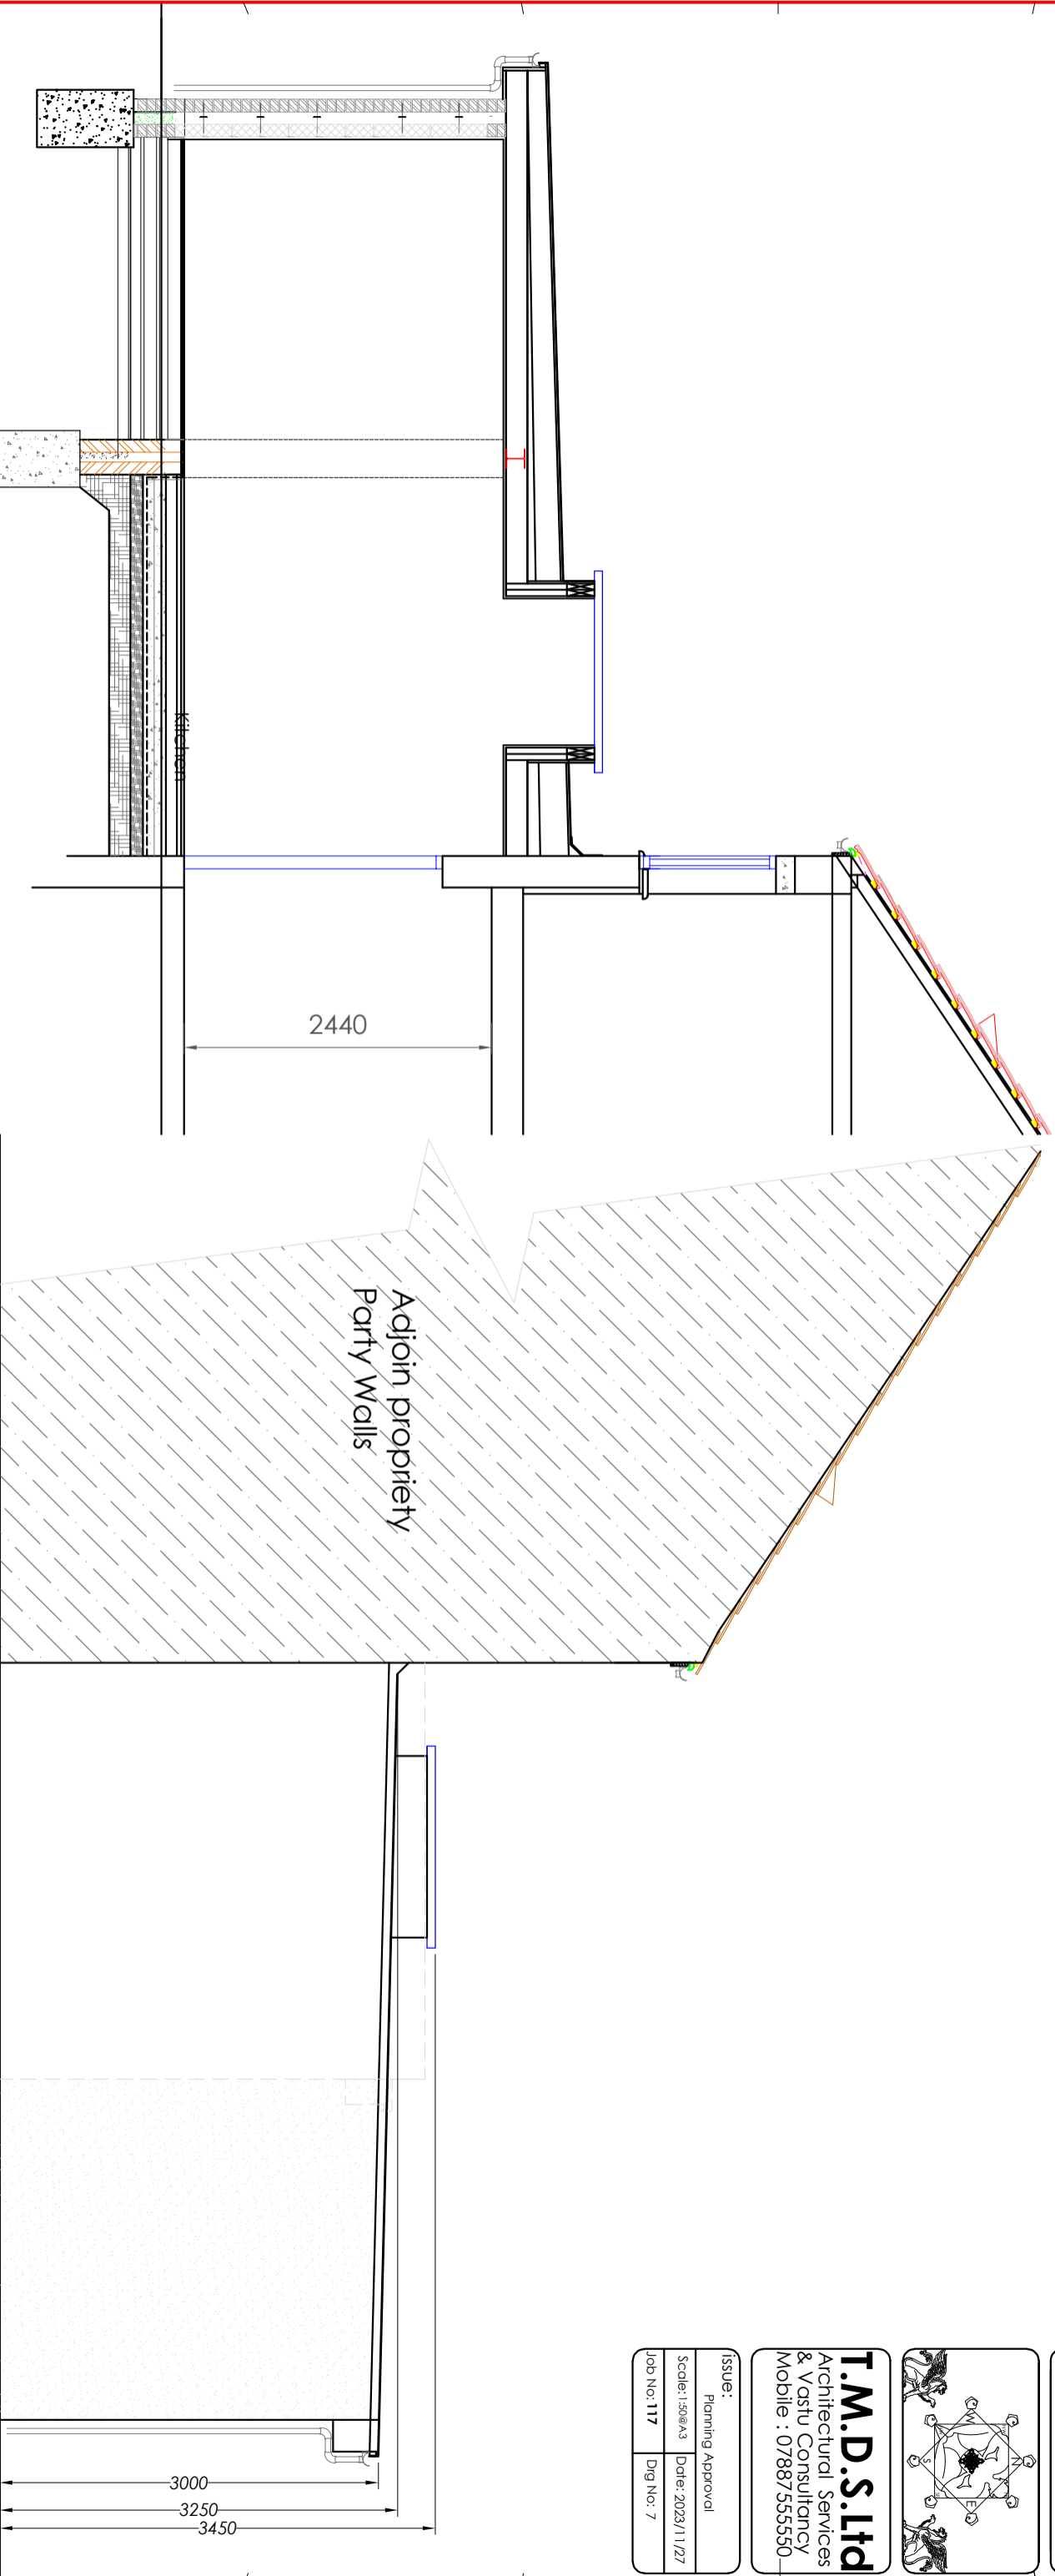 Kitchen
2440
Adjoin propriety
Party Walls
3000
3250
3450
T.M.D.S.Ltd
Architectural Services
& Vastu Consultancy
Mobile : 07887555550
issue:
Planning Approval
Scale:1:50@A3
Date: 2023/11/27
Job No:117
Drg No: 7
N
W
E
S